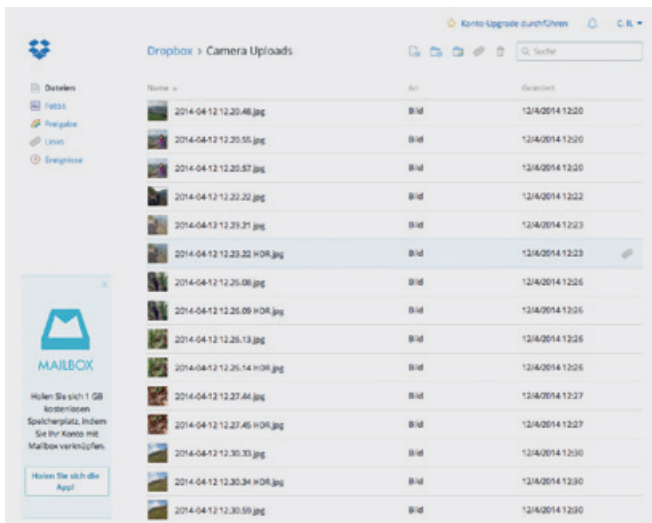 Konto-Upgrade durchführen C. R.
Dropbox > Camera Uploads
Suche
Dateien
Fotos
Freigabe
Links
Ereignisse
Name Art Geändert
2014-04-12 12.20.48.jpg Bild 12/4/2014 12:20
2014-04-12 12.20.55.jpg Bild 12/4/2014 12:20
2014-04-12 12.20.57.jpg Bild 12/4/2014 12:20
2014-04-12 12.22.22.jpg Bild 12/4/2014 12:22
2014-04-12 12.23.21.jpg Bild 12/4/2014 12:23
2014-04-12 12.23.22 HDR.jpg Bild 12/4/2014 12:23
2014-04-12 12.26.08.jpg Bild 12/4/2014 12:26
2014-04-12 12.26.09 HDR.jpg Bild 12/4/2014 12:26
2014-04-12 12.26.13.jpg Bild 12/4/2014 12:26
2014-04-12 12.26.14 HDR.jpg Bild 12/4/2014 12:26
2014-04-12 12.27.44.jpg Bild 12/4/2014 12:27
2014-04-12 12.27.45 HDR.jpg Bild 12/4/2014 12:27
2014-04-12 12.30.33.jpg Bild 12/4/2014 12:30
2014-04-12 12.30.34 HDR.jpg Bild 12/4/2014 12:30
2014-04-12 12.30.59.jpg Bild 12/4/2014 12:30
MAILBOX
Holen Sie sich 1 GB
kostenlosen
Speicherplatz, indem
Sie Ihr Konto mit
Mailbox verknüpfen.
Holen Sie sich die
App!